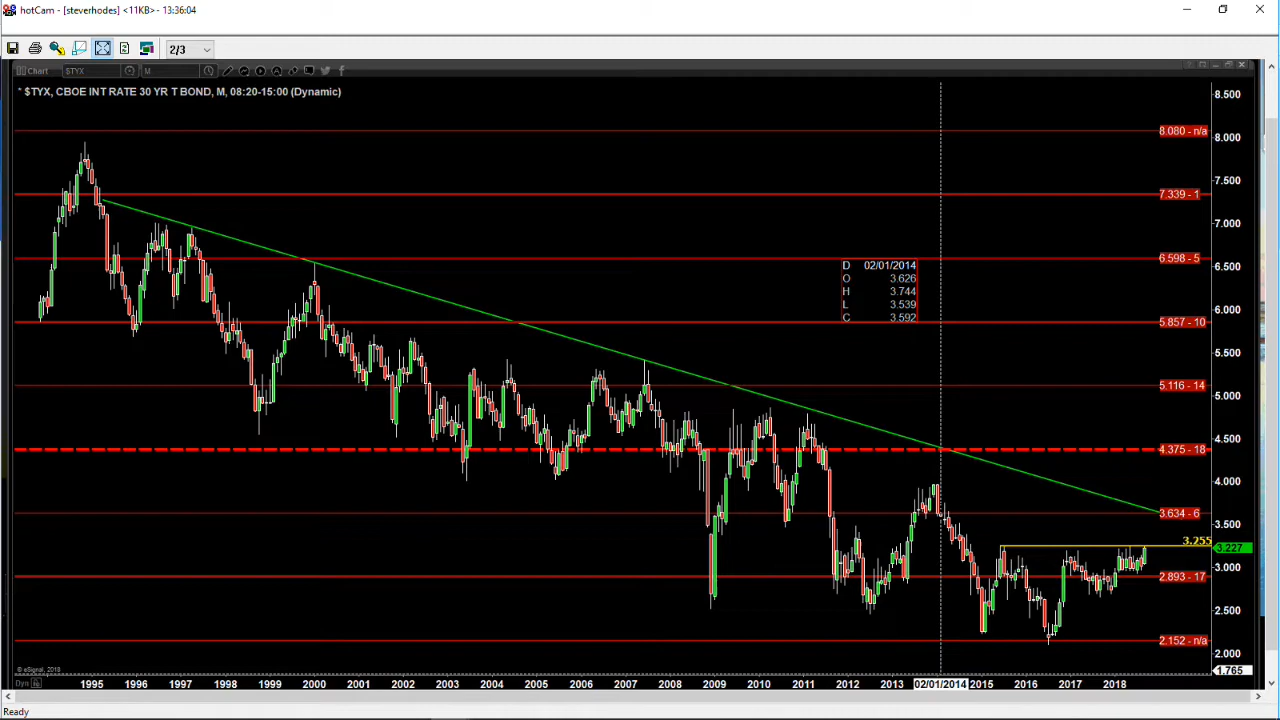 hotCam - [steverhodes] <11KB> - 13:36:04
2/3
Chart $TYX M
* $TYX, CBOE INT RATE 30 YR T BOND, M, 08:20-15:00 (Dynamic)
8.500
8.080 - n/a
8.000
7.500
7.339 - 1
7.000
6.598 - 5
6.500
D 02/01/2014
O 3.626
H 3.744
L 3.539
C 3.592
6.000
5.857 - 10
5.500
5.116 - 14
5.000
4.500
4.375 - 18
4.000
3.634 - 6
3.500
3.255
3.227
3.000
2.893 - 17
2.500
2.152 - n/a
2.000
1.765
© eSignal, 2018
Dyn
1995 1996 1997 1998 1999 2000 2001 2002 2003 2004 2005 2006 2007 2008 2009 2010 2011 2012 2013 02/01/2014 2015 2016 2017 2018
Ready